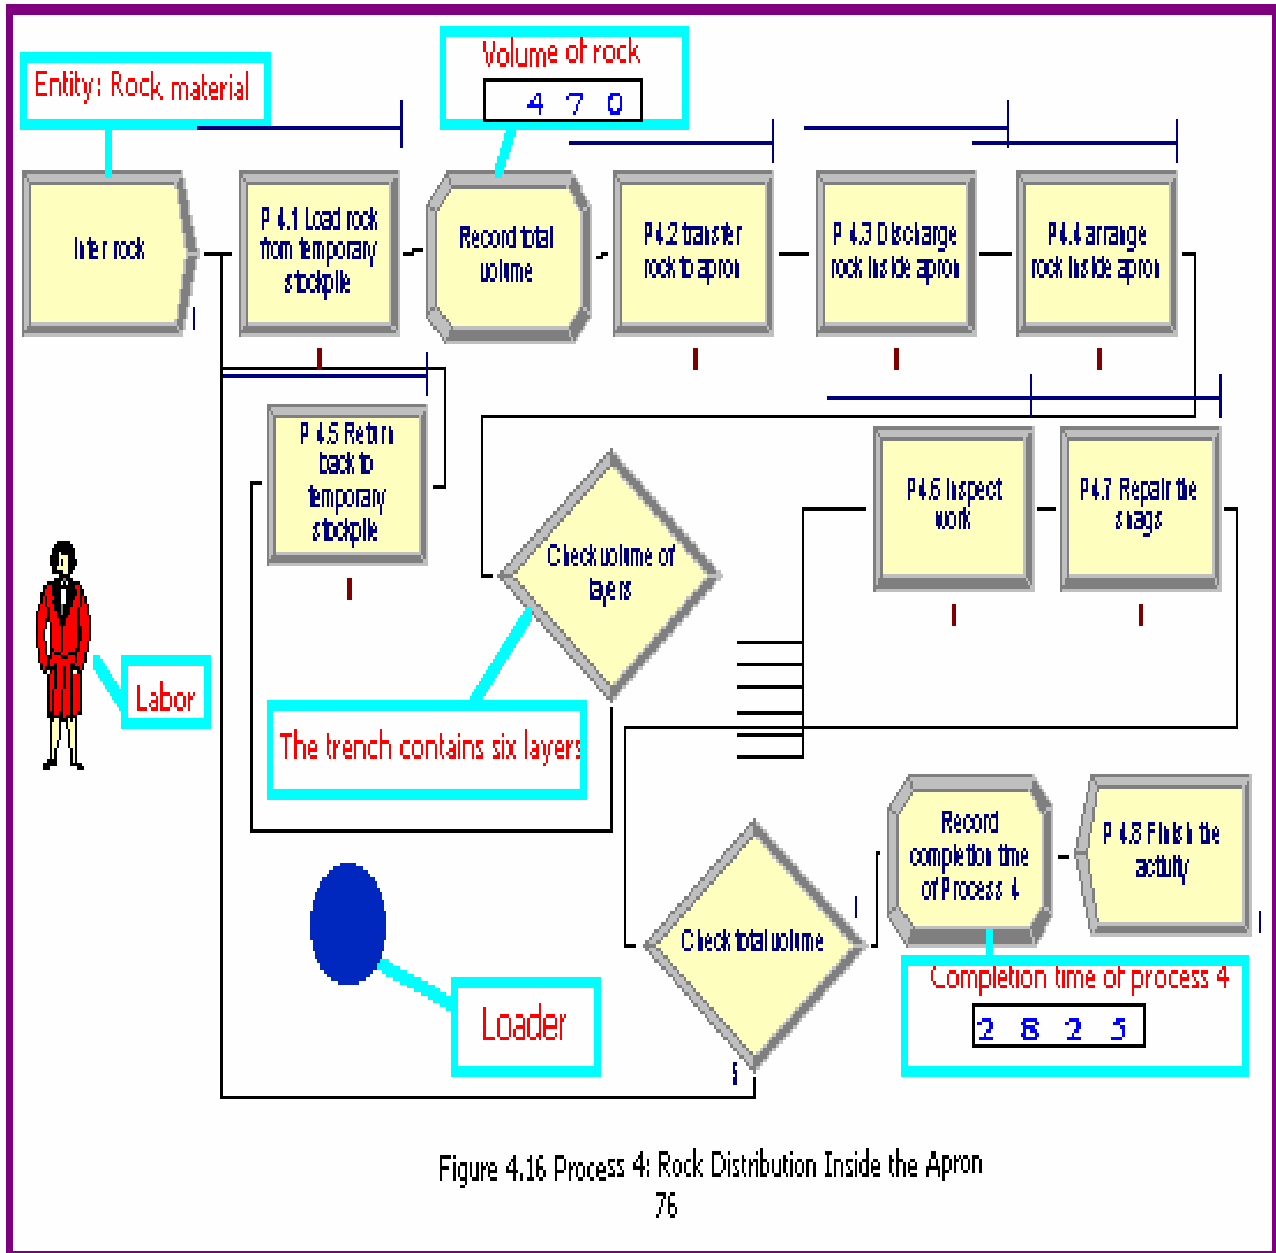 Entity: Rock material
Volume of rock
4 7 0
Inter rock
P 4.1 Load rock
from temporary
stockpile
Record total
volume
P4.2 transfer
rock to apron
P 4.3 Discharge
rock inside apron
P4.4 arrange
rock inside apron
P 4.5 Return
back to
temporary
stockpile
Check volume of
layers
P4.6 Inspect
work
P4.7 Repair the
snags
Labor
The trench contains six layers
Record
completion time
of Process 4
P 4.8 Finish the
activity
Check total volume
5
Loader
Completion time of process 4
2 8 2 5
Figure 4.16 Process 4: Rock Distribution Inside the Apron
76